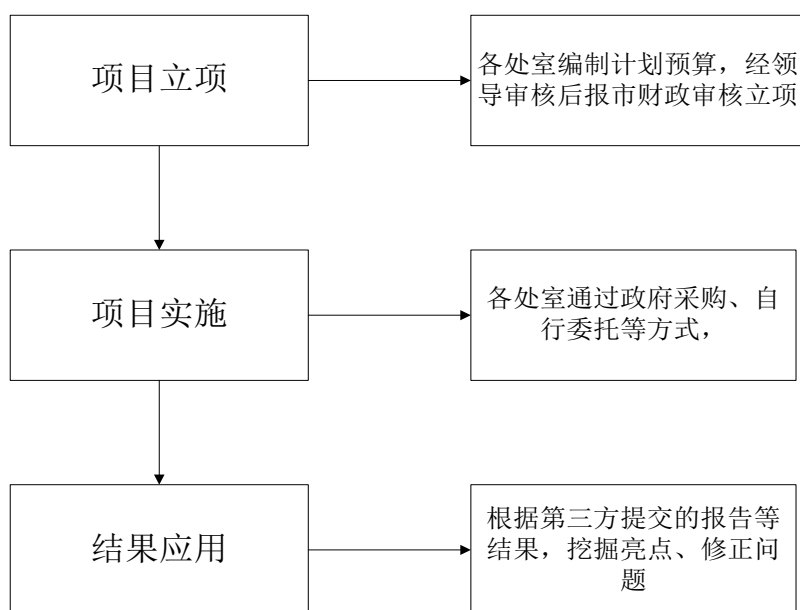 项目立项
各处室编制计划预算，经领
导审核后报市财政审核立项
项目实施
各处室通过政府采购、自
行委托等方式，
结果应用
根据第三方提交的报告等
结果，挖掘亮点、修正问
题